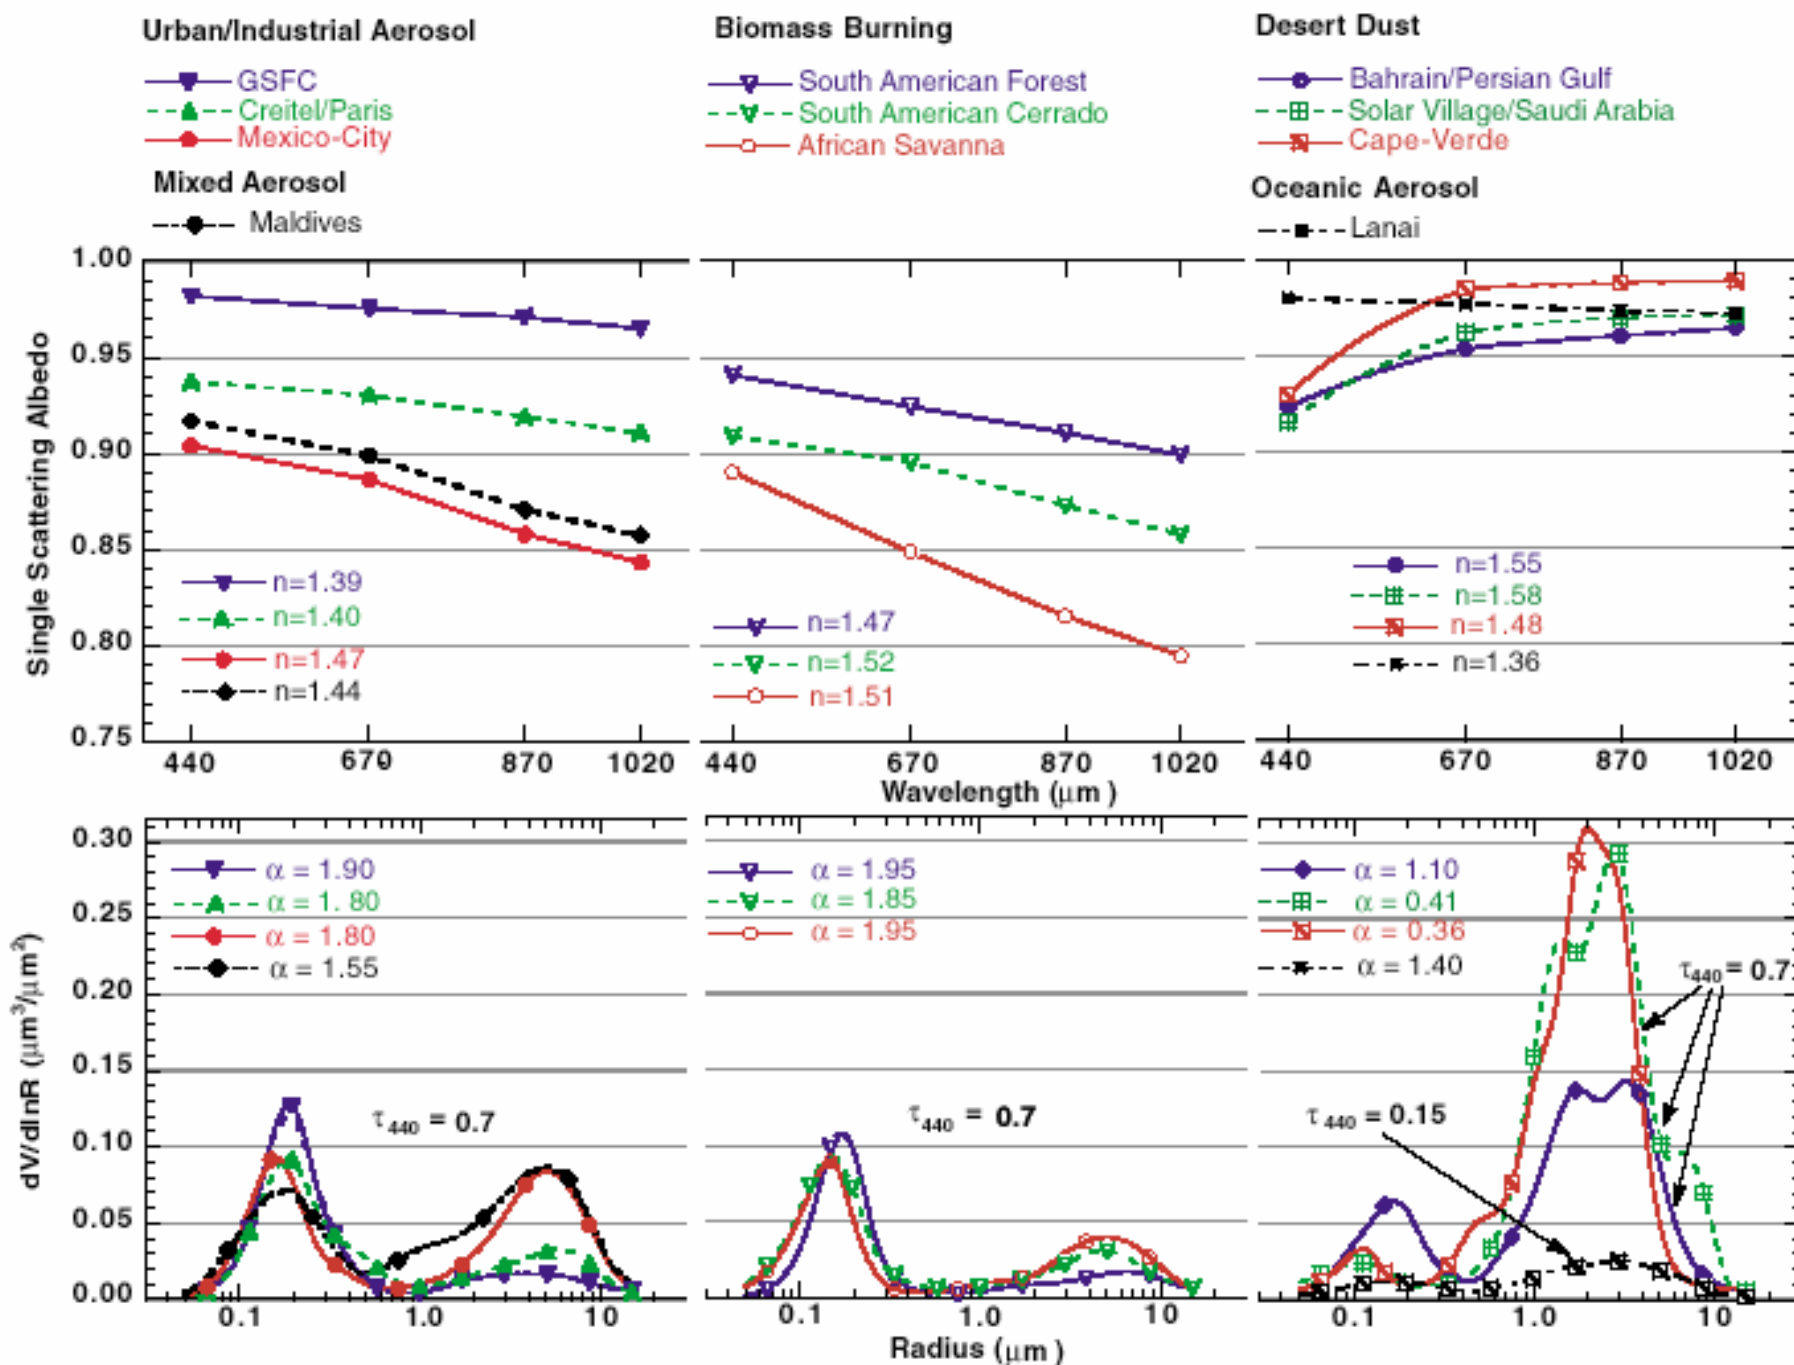 Urban/Industrial Aerosol
GSFC
Creitel/Paris
Mexico-City
Mixed Aerosol
Maldives
Biomass Burning
South American Forest
South American Cerrado
African Savanna
Desert Dust
Bahrain/Persian Gulf
Solar Village/Saudi Arabia
Cape-Verde
Oceanic Aerosol
Lanai
Single Scattering Albedo
1.00
0.95
0.90
0.85
0.80
0.75
n=1.39
n=1.40
n=1.47
n=1.44
440 670 870 1020
n=1.47
n=1.52
n=1.51
440 670 870 1020
n=1.55
n=1.58
n=1.48
n=1.36
440 670 870 1020
Wavelength (μm )
dV/dlnR (μm³/μm²)
0.30
0.25
0.20
0.15
0.10
0.05
0.00
α = 1.90
α = 1. 80
α = 1.80
α = 1.55
τ₄₄₀ = 0.7
0.1 1.0 10
α = 1.95
α = 1.85
α = 1.95
τ₄₄₀ = 0.7
0.1 1.0 10
α = 1.10
α = 0.41
α = 0.36
α = 1.40
τ₄₄₀ = 0.7
τ₄₄₀ = 0.15
0.1 1.0 10
Radius (μm )